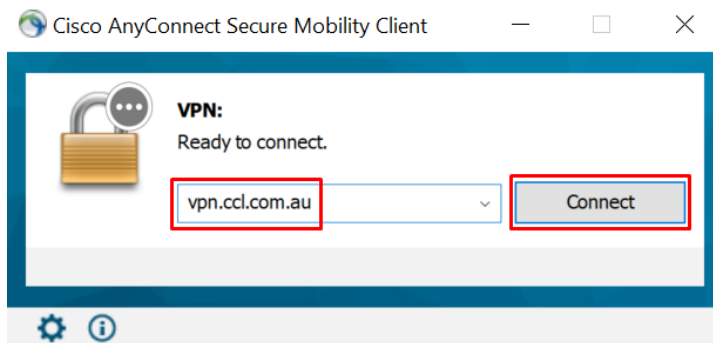 Cisco AnyConnect Secure Mobility Client
VPN:
Ready to connect.
vpn.ccl.com.au
Connect